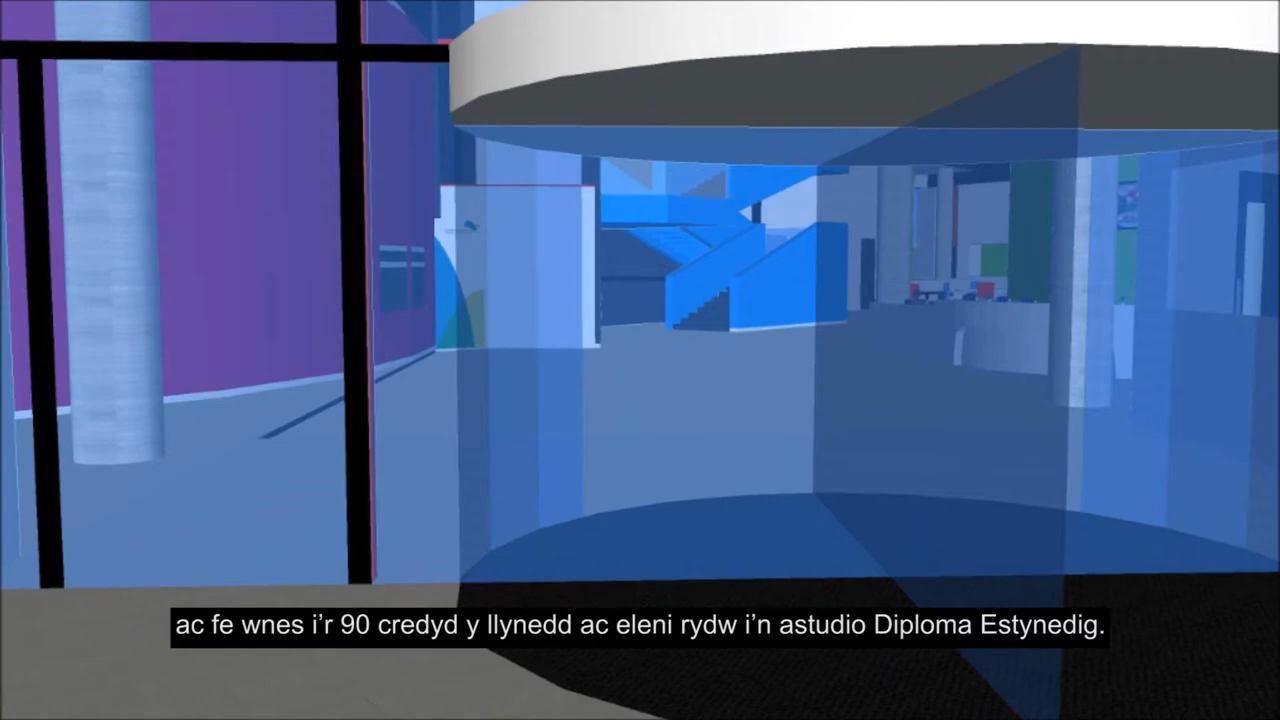 ac fe wnes i’r 90 credyd y llynedd ac eleni rydw i’n astudio Diploma Estynedig.